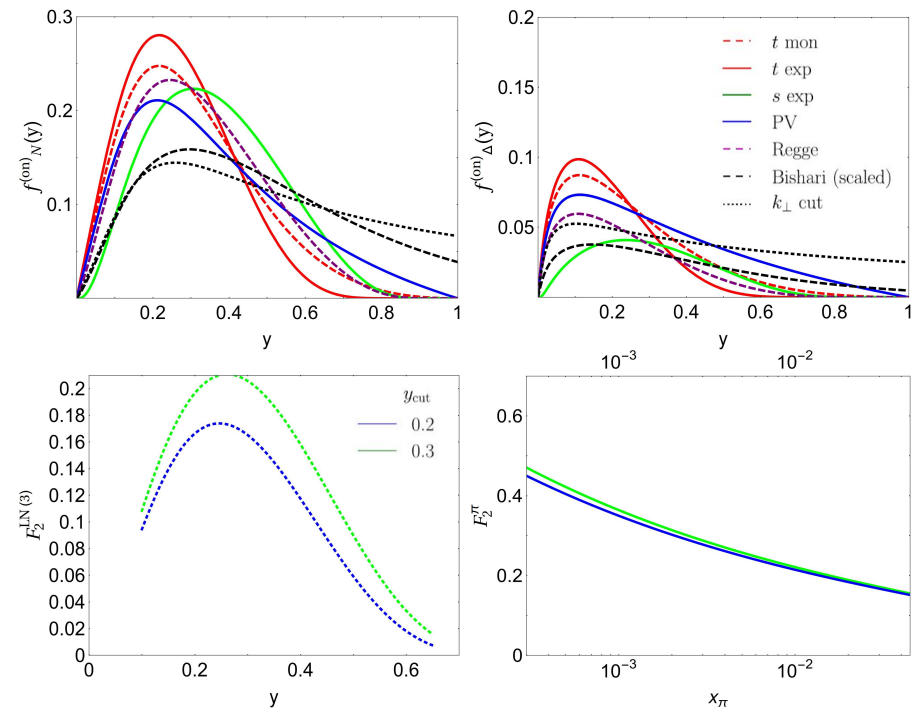 0.3
0.2
0.1
f^(on)_N(y)
0.2
0.4
0.6
0.8
1
y
0.2
0.1
0.05
f^(on)_Δ(y)
t mon
t exp
s exp
PV
Regge
Bishari (scaled)
k⊥ cut
0.2
0.4
0.6
0.8
1
y
0.2
0.18
0.16
0.14
0.12
0.1
0.08
0.06
0.04
0.02
0
F_2^LN (3)
y_cut
0.2
0.3
0
0.2
0.4
0.6
y
10^-3
10^-2
0.6
0.4
0.2
0
F_2^π
10^-3
10^-2
x_π